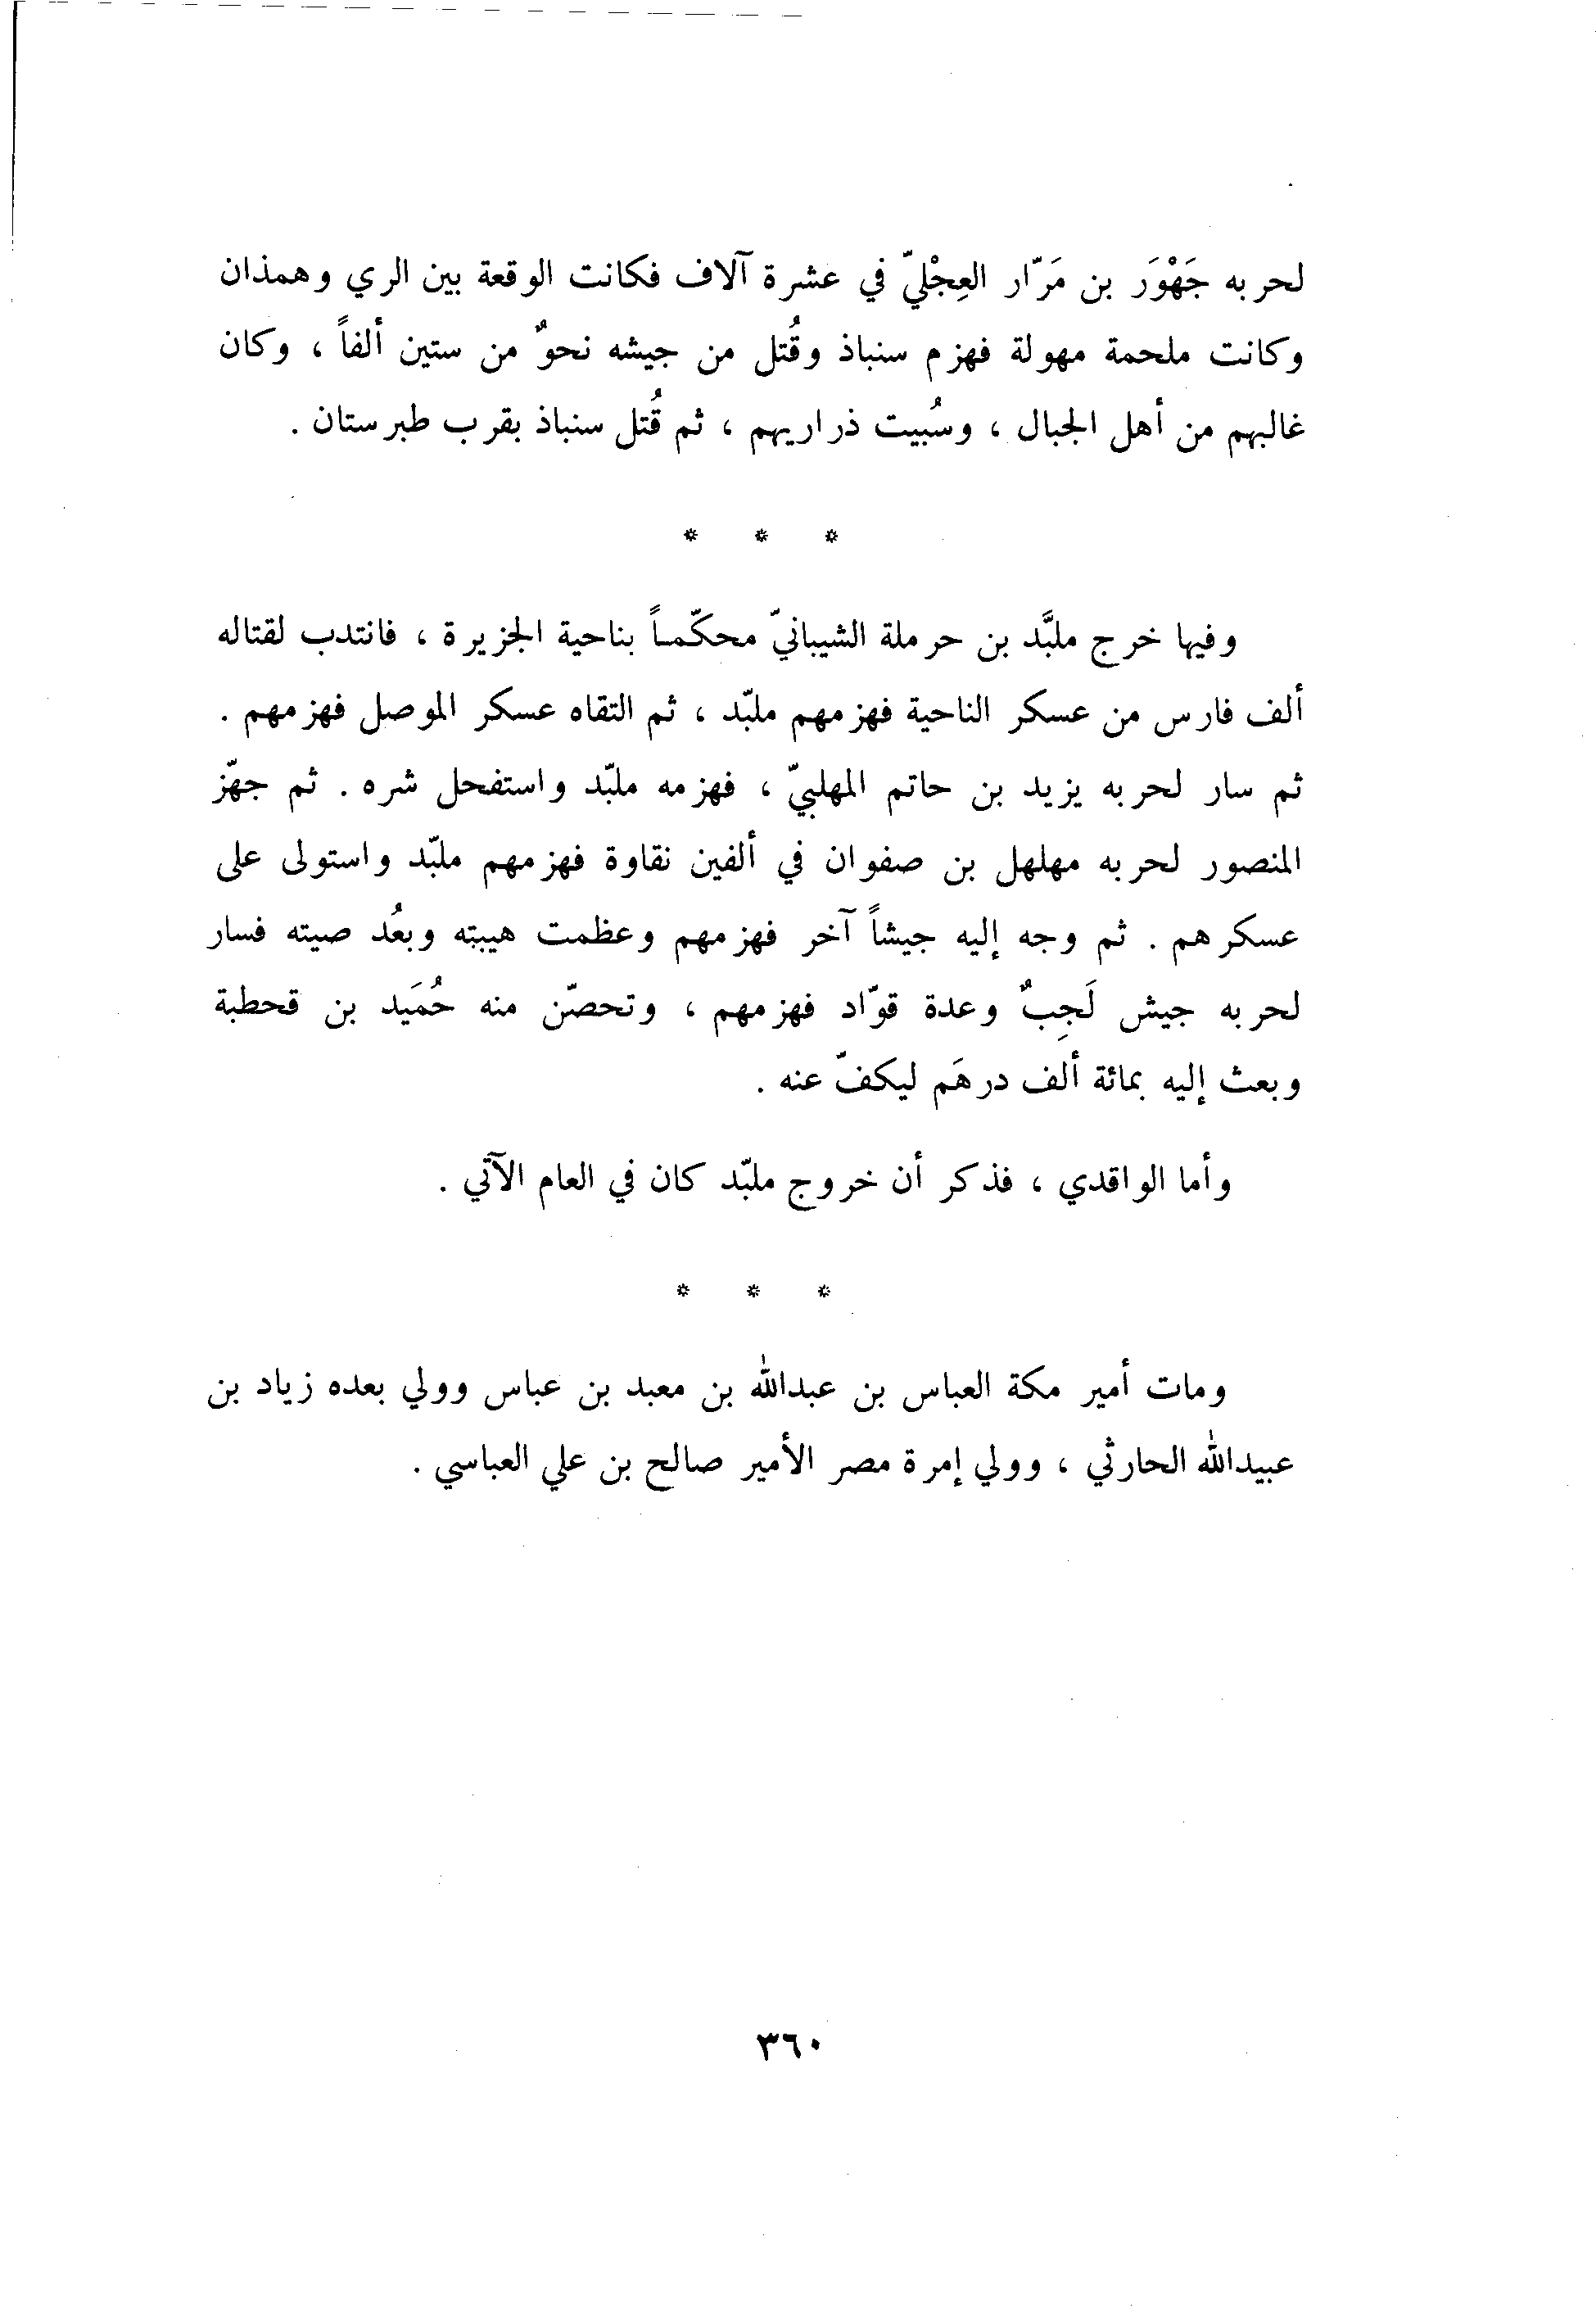 لحربه جَهْوَر بن مَرّار العِجْليّ في عشرة آلاف فكانت الوقعة بين الري وهمذان
وكانت ملحمة مهولة فهزم سنباذ وقُتل من جيشه نحوٌ من ستين ألفاً ، وكان
غالبهم من أهل الجبال ، وسُبيت ذراريهم ، ثم قُتل سنباذ بقرب طبرستان .
* * *
وفيها خرج ملبَّد بن حرملة الشيبانيّ محكّماً بناحية الجزيرة ، فانتدب لقتاله
ألف فارس من عسكر الناحية فهزمهم ملبّد ، ثم التقاه عسكر الموصل فهزمهم .
ثم سار لحربه يزيد بن حاتم المهلبيّ ، فهزمه ملبّد واستفحل شره . ثم جهّز
المنصور لحربه مهلهل بن صفوان في ألفين نقاوة فهزمهم ملبّد واستولى على
عسكرهم . ثم وجه إليه جيشاً آخر فهزمهم وعظمت هيبته وبعُد صيته فسار
لحربه جيش لَجِبٌ وعدة قوّاد فهزمهم ، وتحصّن منه حُمَيد بن قحطبة
وبعث إليه بمائة ألف درهَم ليكفّ عنه .
وأما الواقدي ، فذكر أن خروج ملبّد كان في العام الآتي .
* * *
ومات أمير مكة العباس بن عبدالله بن معبد بن عباس وولي بعده زياد بن
عبيدالله الحارثي ، وولي إمرة مصر الأمير صالح بن علي العباسي .
٣٦٠